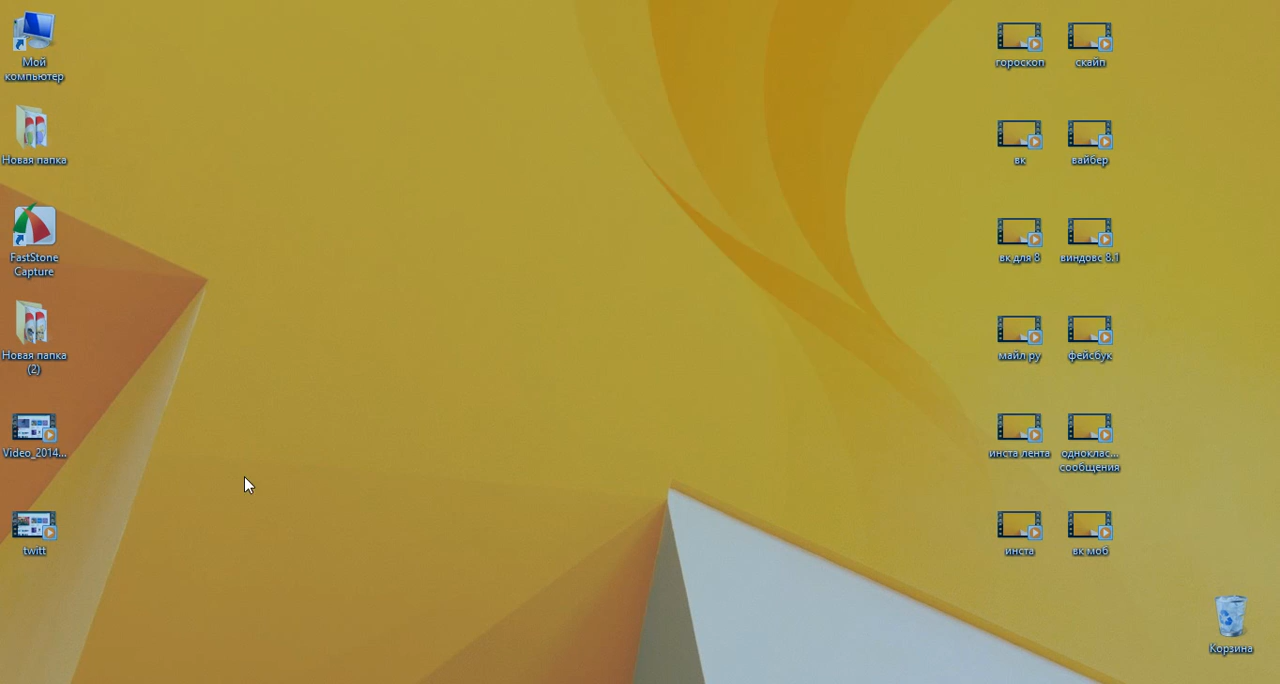 Мой
компьютер
Новая папка
FastStone
Capture
Новая папка
(2)
Video_2014...
twitt
гороскоп
скайп
вк
вайбер
вк для 8
виндовс 8.1
майл ру
фейсбук
инста лента
одноклас...
сообщения
инста
вк моб
Корзина